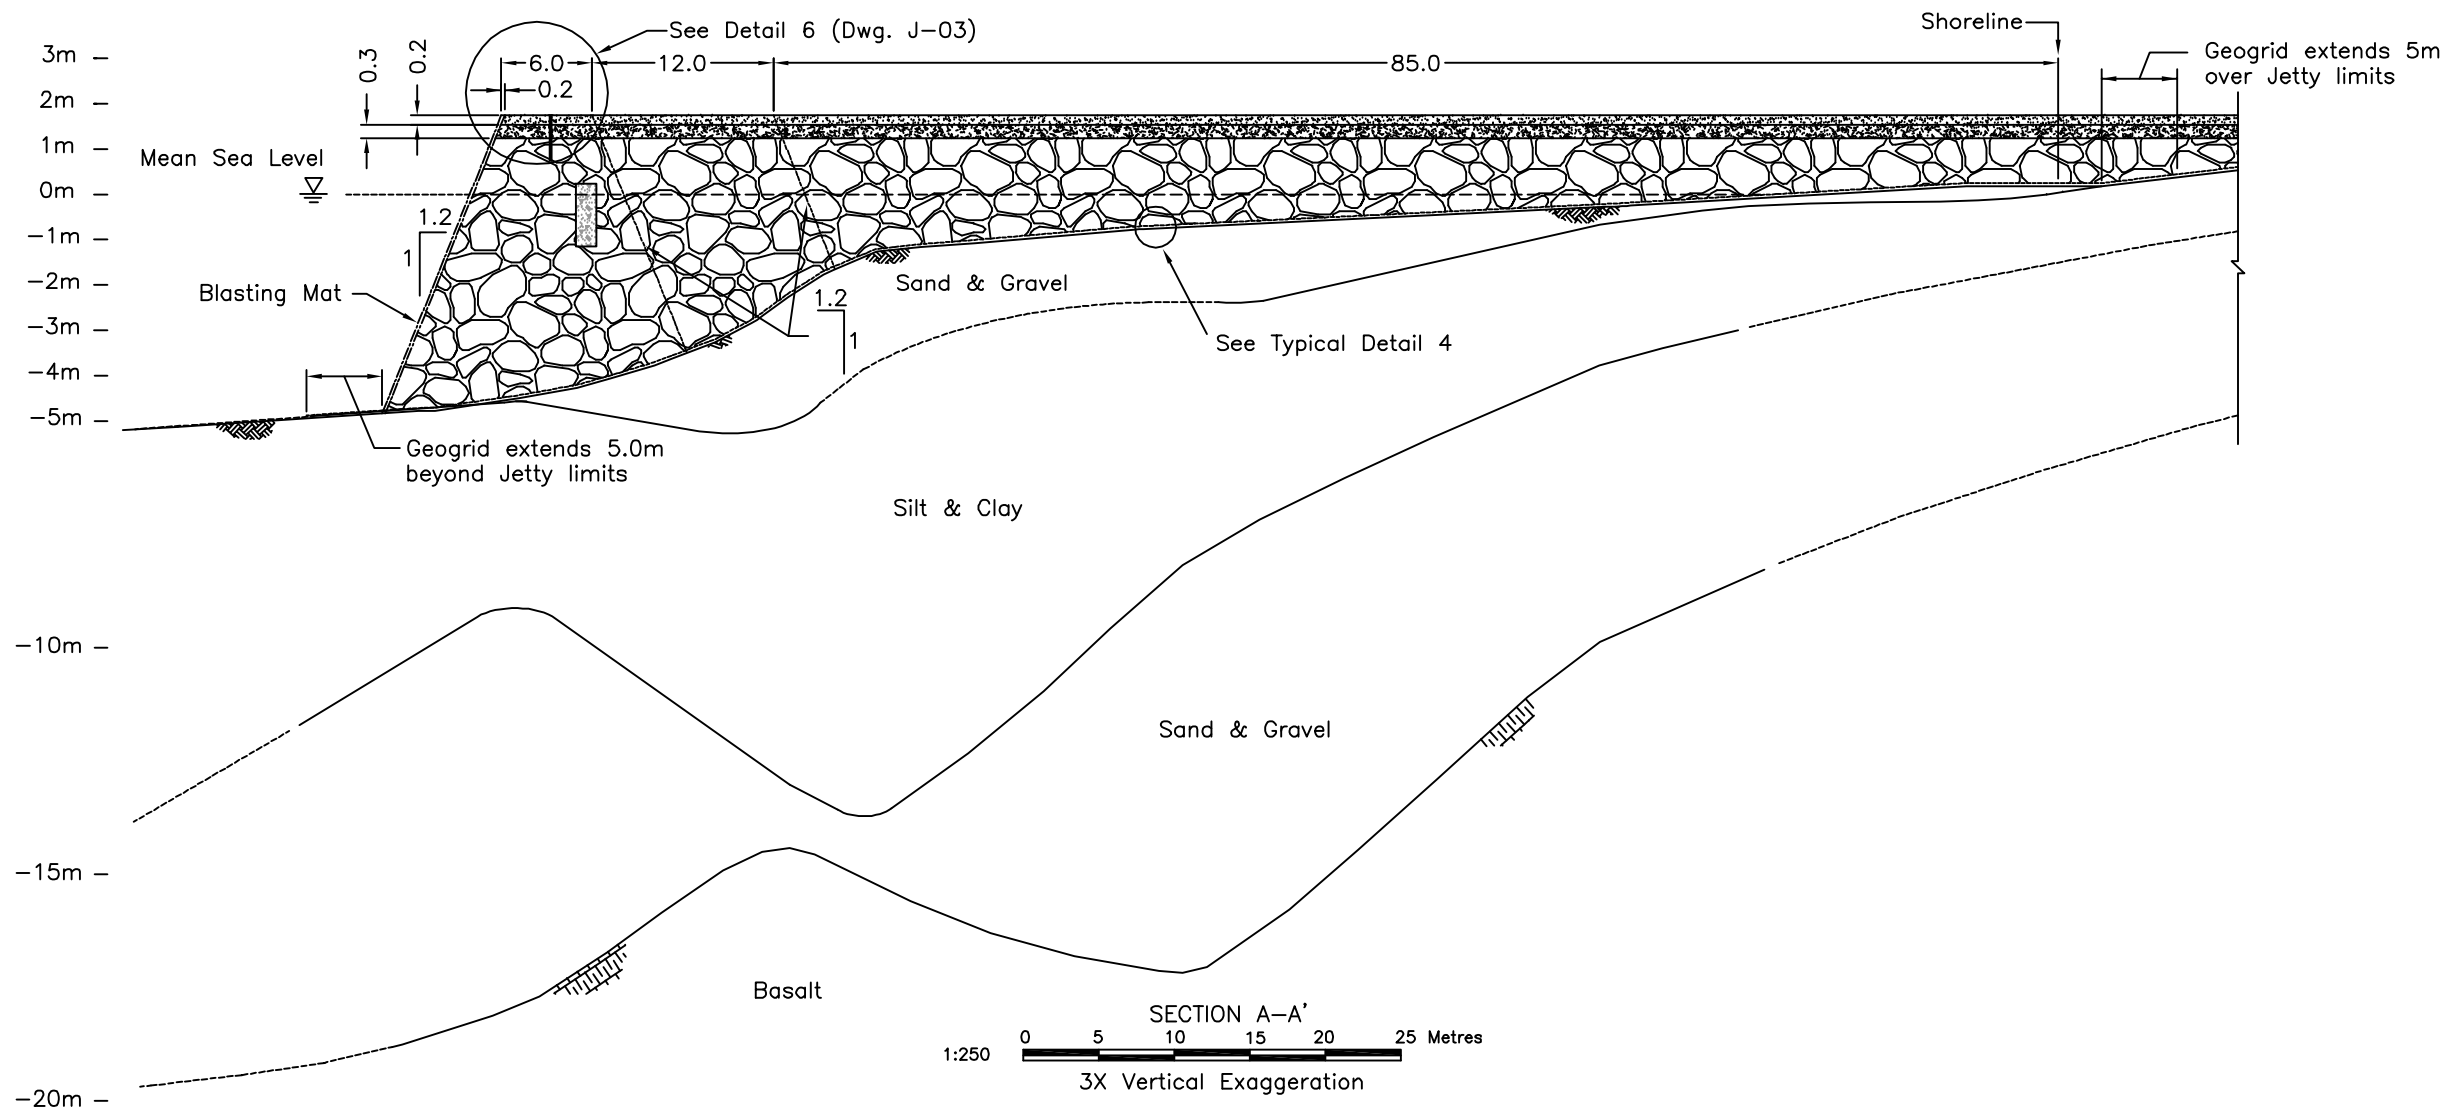 See Detail 6 (Dwg. J-03)
Shoreline
3m
0.3
0.2
6.0
12.0
85.0
Geogrid extends 5m
over Jetty limits
0.2
2m
1m
Mean Sea Level
0m
1.2
1
-1m
-2m
Blasting Mat
Sand & Gravel
1.2
1
-3m
See Typical Detail 4
-4m
-5m
Geogrid extends 5.0m
beyond Jetty limits
Silt & Clay
-10m
Sand & Gravel
-15m
Basalt
SECTION A-A'
0 5 10 15 20 25 Metres
1:250
3X Vertical Exaggeration
-20m